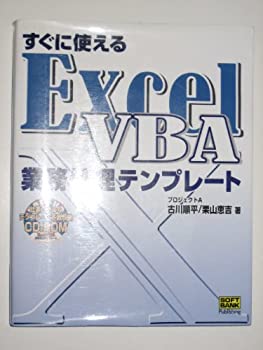 すぐに使える
Excel
VBA
業務処理テンプレート
プロジェクトA
古川順平/栗山恵吉 著
CD-ROM
SOFT
BANK
Publishing